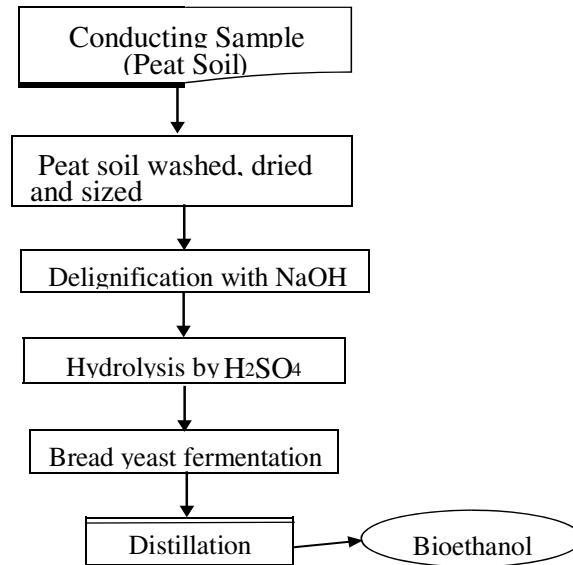 Conducting Sample
(Peat Soil)
Peat soil washed, dried
and sized
Delignification with NaOH
Hydrolysis by H2SO4
Bread yeast fermentation
Distillation
Bioethanol